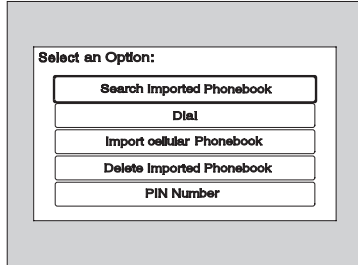 Select an Option:
Search Imported Phonebook
Dial
Import cellular Phonebook
Delete Imported Phonebook
PIN Number